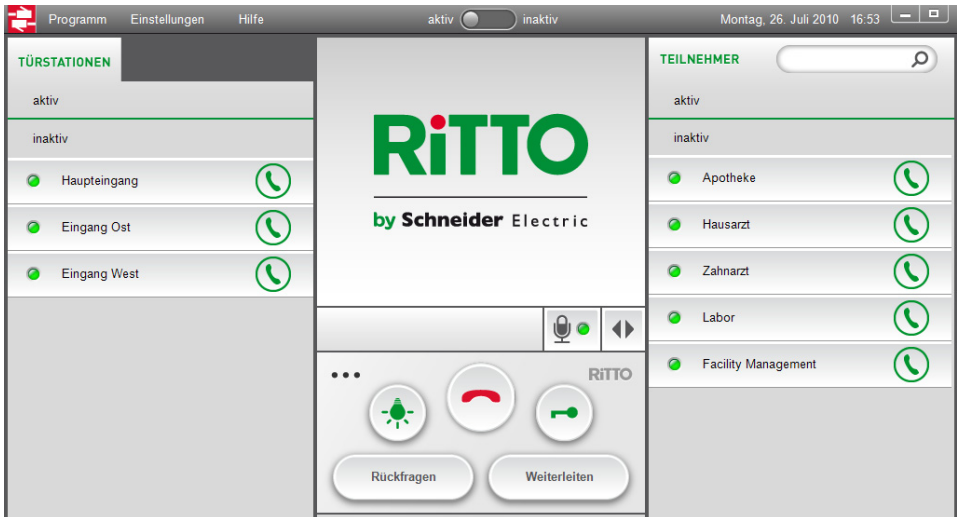 Programm Einstellungen Hilfe aktiv inaktiv Montag, 26. Juli 2010 16:53
TÜRSTATIONEN
aktiv
inaktiv
Haupteingang
Eingang Ost
Eingang West
RiTTO
by Schneider Electric
RiTTO
Rückfragen Weiterleiten
TEILNEHMER
aktiv
inaktiv
Apotheke
Hausarzt
Zahnarzt
Labor
Facility Management